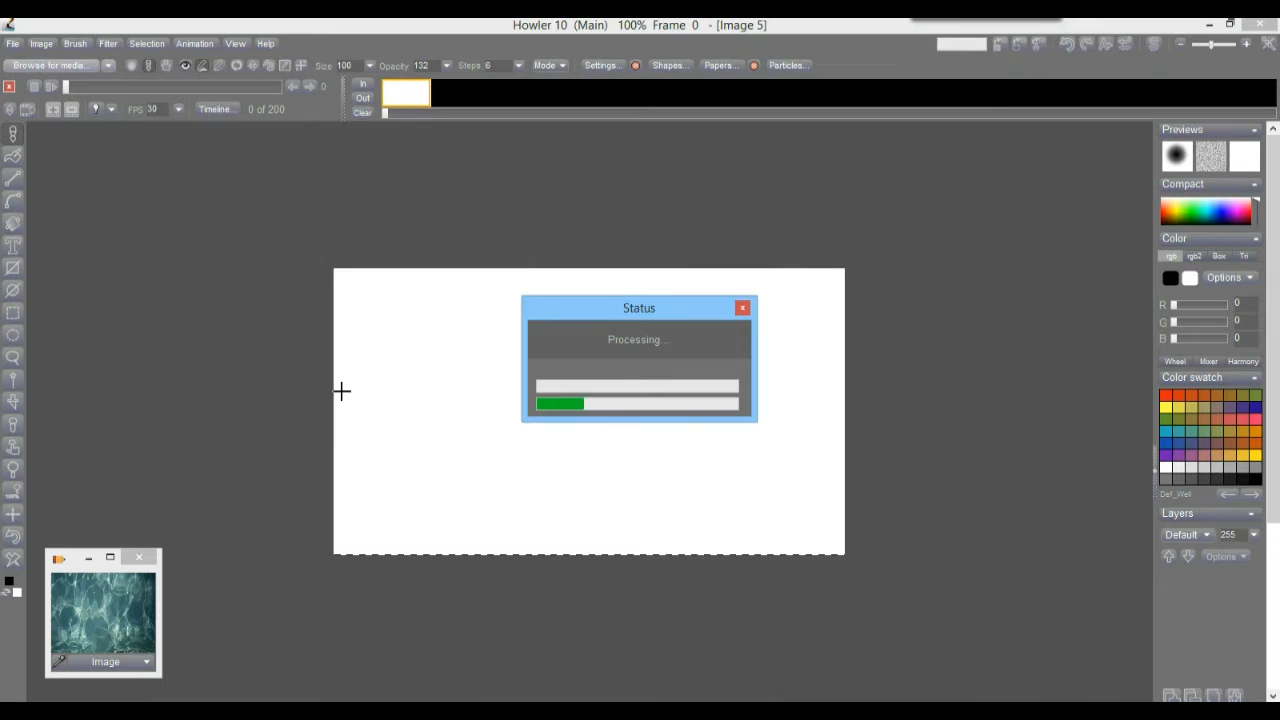 Howler 10 (Main) 100% Frame 0 - [Image 5]
File Image Brush Filter Selection Animation View Help
Browse for media... Size 100 Opacity 132 Steps 6 Mode Settings... Shapes... Papers... Particles...
0 In
Out
FPS 30 Timeline... 0 of 200 Clear
Previews
Compact
Color
rgb rgb2 Box Tri
Options
R 0
G 0
B 0
Wheel Mixer Harmony
Color swatch
Def_Well
Layers
Default 255
Options
Status
Processing...
T
100%
Image